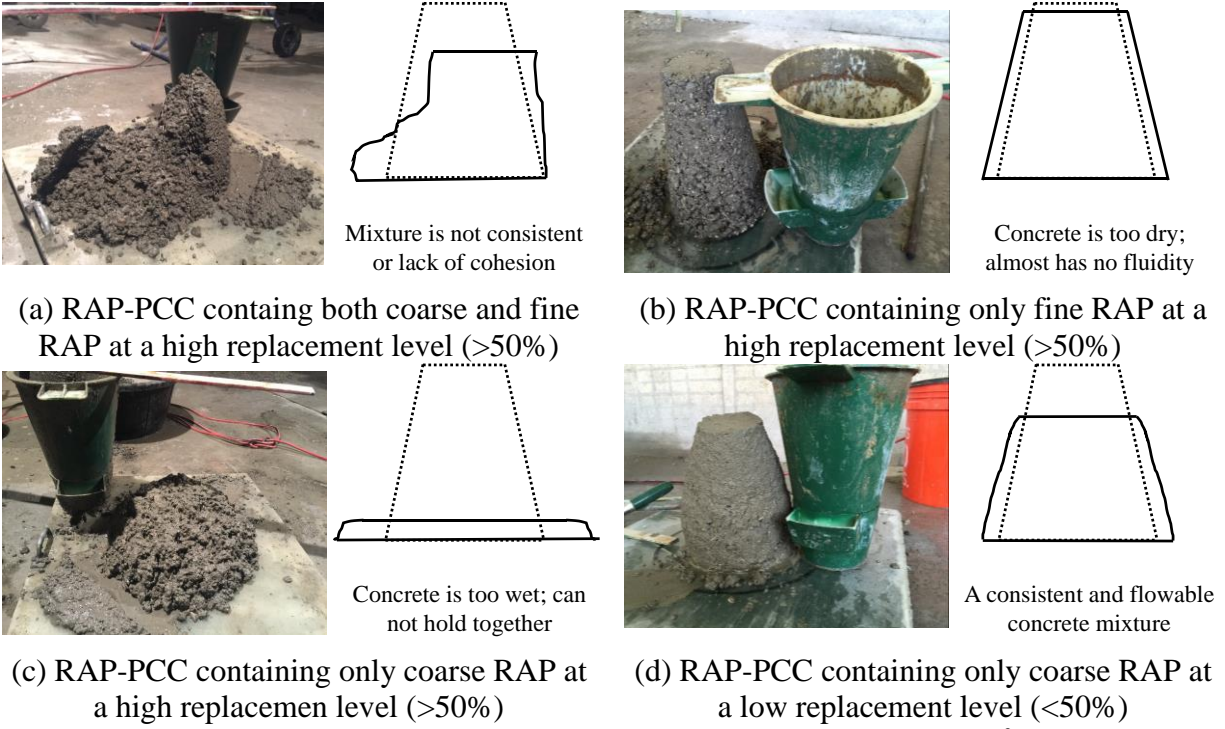 Mixture is not consistent
or lack of cohesion
Concrete is too dry;
almost has no fluidity
(a) RAP-PCC containg both coarse and fine
RAP at a high replacement level (>50%)
(b) RAP-PCC containing only fine RAP at a
high replacement level (>50%)
Concrete is too wet; can
not hold together
A consistent and flowable
concrete mixture
(c) RAP-PCC containing only coarse RAP at
a high replacemen level (>50%)
(d) RAP-PCC containing only coarse RAP at
a low replacement level (<50%)